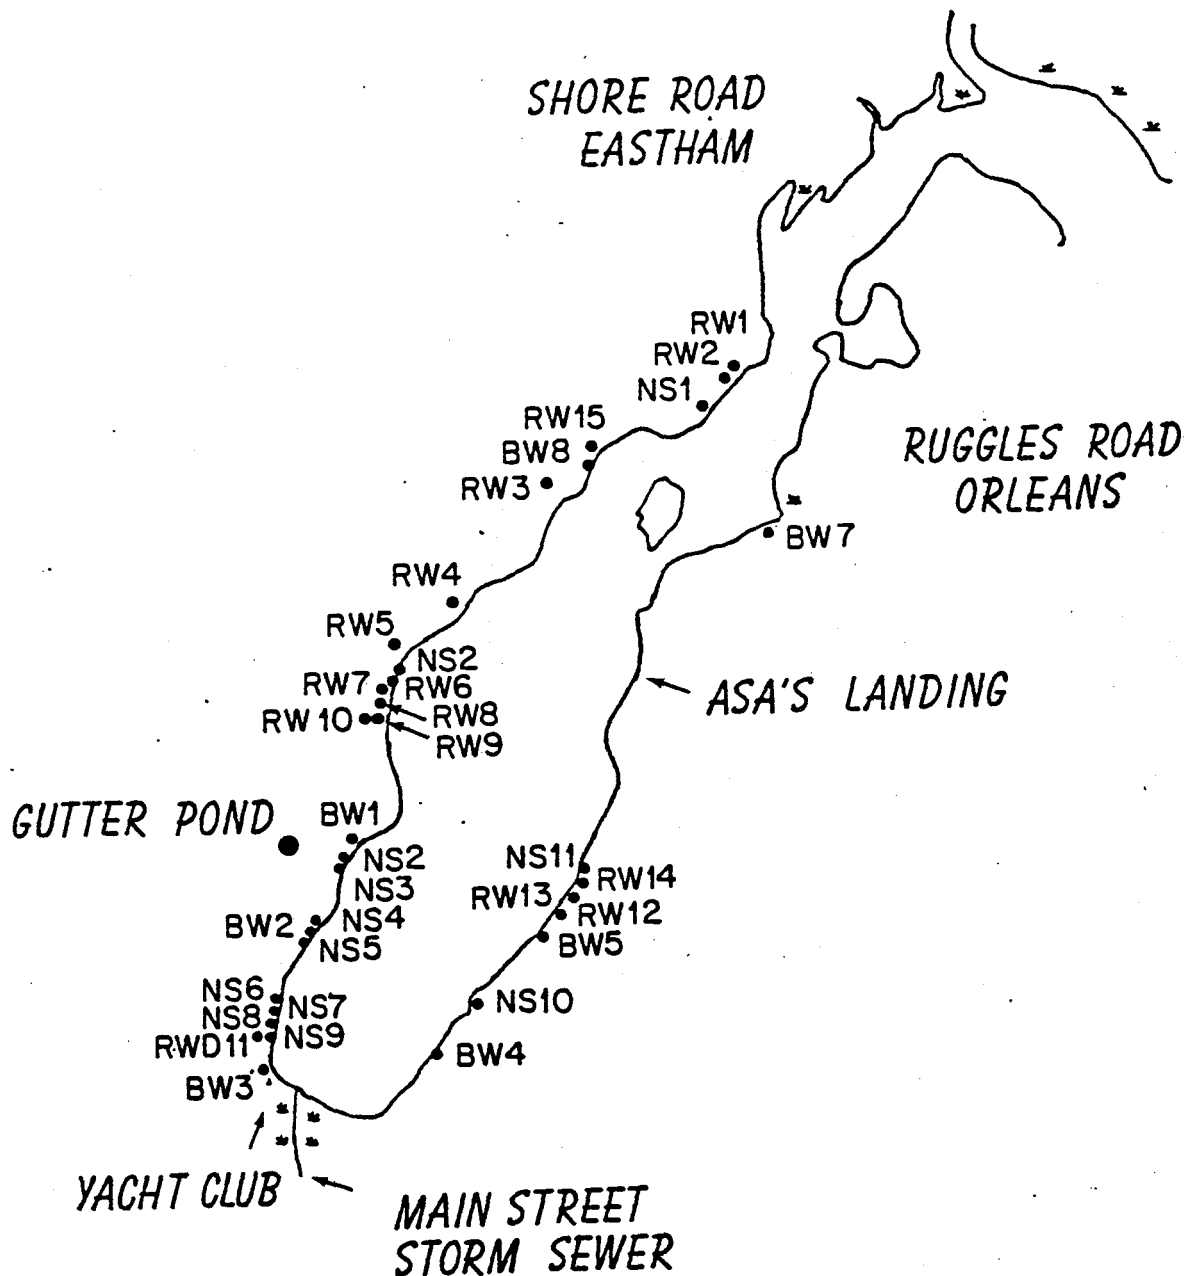 SHORE ROAD
EASTHAM
RW1
RW2
NS1
RW15
BW8
RW3
RUGGLES ROAD
ORLEANS
BW7
RW4
RW5
NS2
RW7
RW6
RW8
RW10
RW9
ASA'S LANDING
GUTTER POND
BW1
NS2
NS3
NS11
RW14
RW13
RW12
BW2
NS4
NS5
BW5
NS6
NS7
NS8
NS9
NS10
RWD11
BW4
BW3
YACHT CLUB
MAIN STREET
STORM SEWER